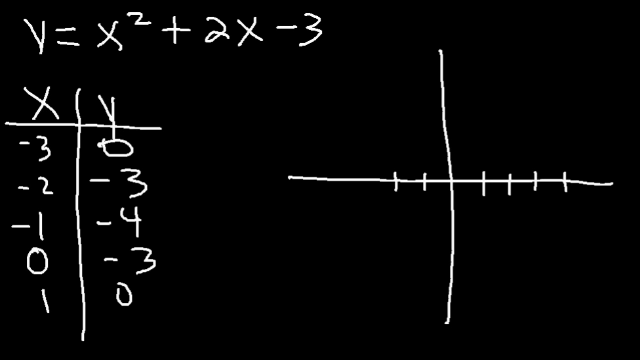 y = x² + 2x - 3
x y
-3 0
-2 -3
-1 -4
0 -3
1 0